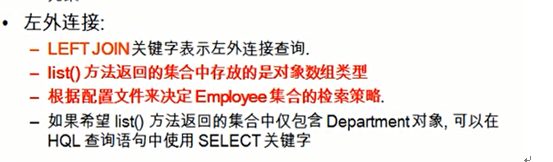 • 左外连接:
– LEFT JOIN 关键字表示左外连接查询.
– list() 方法返回的集合中存放的是对象数组类型
– 根据配置文件来决定 Employee 集合的检索策略.
– 如果希望 list() 方法返回的集合中仅包含 Department 对象, 可以在
HQL 查询语句中使用 SELECT 关键字